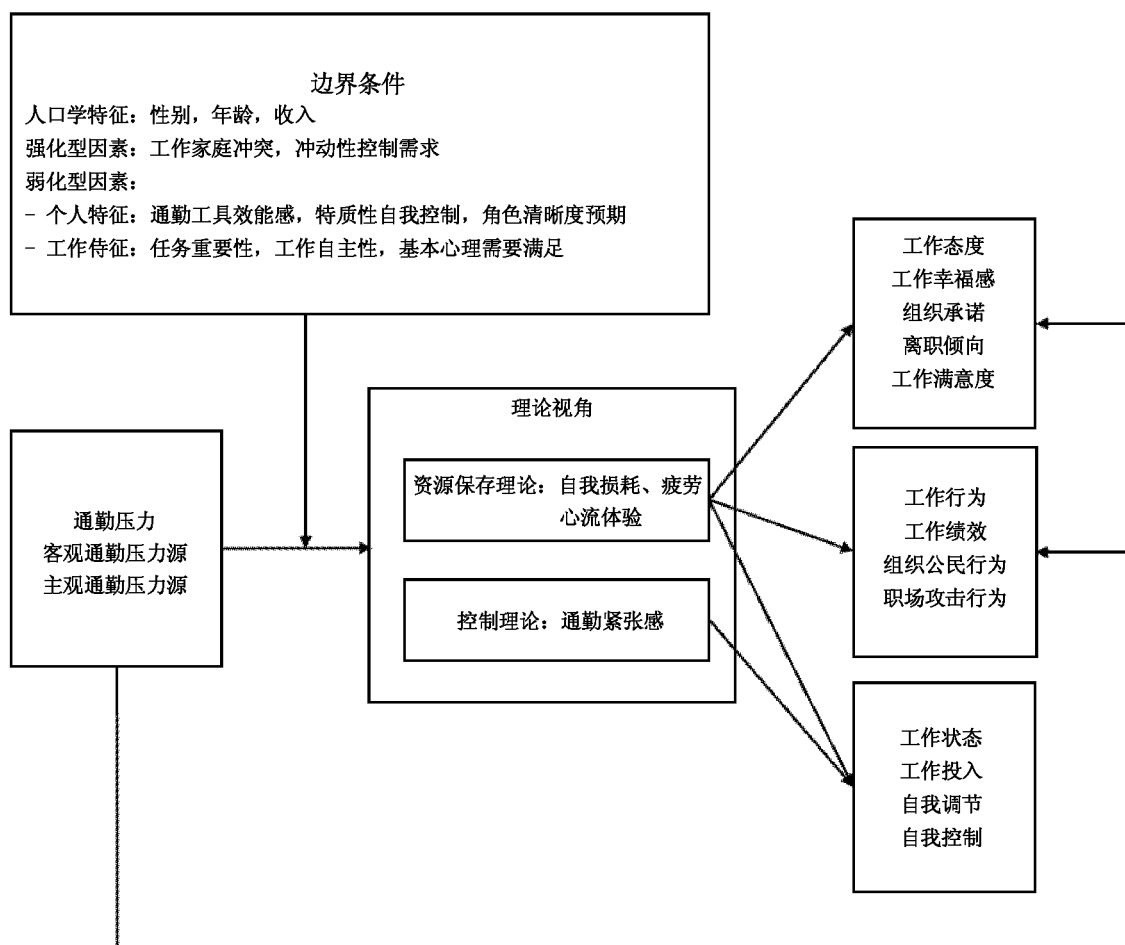 边界条件
人口学特征：性别，年龄，收入
强化型因素：工作家庭冲突，冲动性控制需求
弱化型因素：
- 个人特征：通勤工具效能感，特质性自我控制，角色清晰度预期
- 工作侍征：任务重要性，工作自主性，基本心理需要满足
通勤压力
客观通勤压力源
主观通勤压力源
理论视角
资源保存理论：自我损耗、疲劳
心流体验
控制理论：通勤紧张感
工作态度
工作幸福感
组织承诺
离职倾向
工作满意度
工作行为
工作绩效
组织公民行为
职场攻击行为
工作状态
工作投入
自我调节
自我控制